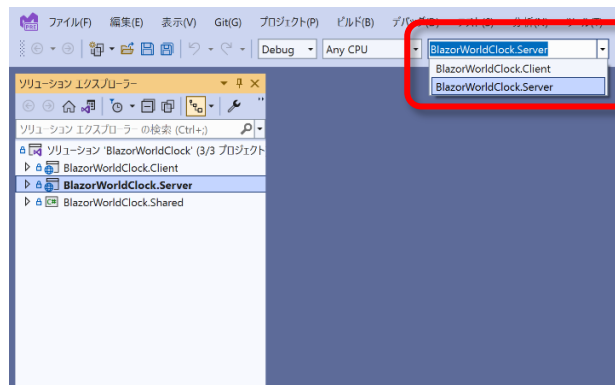 ファイル(F) 編集(E) 表示(V) Git(G) プロジェクト(P) ビルド(B)
Debug Any CPU BlazorWorldClock.Server
BlazorWorldClock.Client
BlazorWorldClock.Server
ソリューション エクスプローラー
ソリューション エクスプローラー の検索 (Ctrl+;)
ソリューション 'BlazorWorldClock' (3/3 プロジェクト
BlazorWorldClock.Client
BlazorWorldClock.Server
C# BlazorWorldClock.Shared